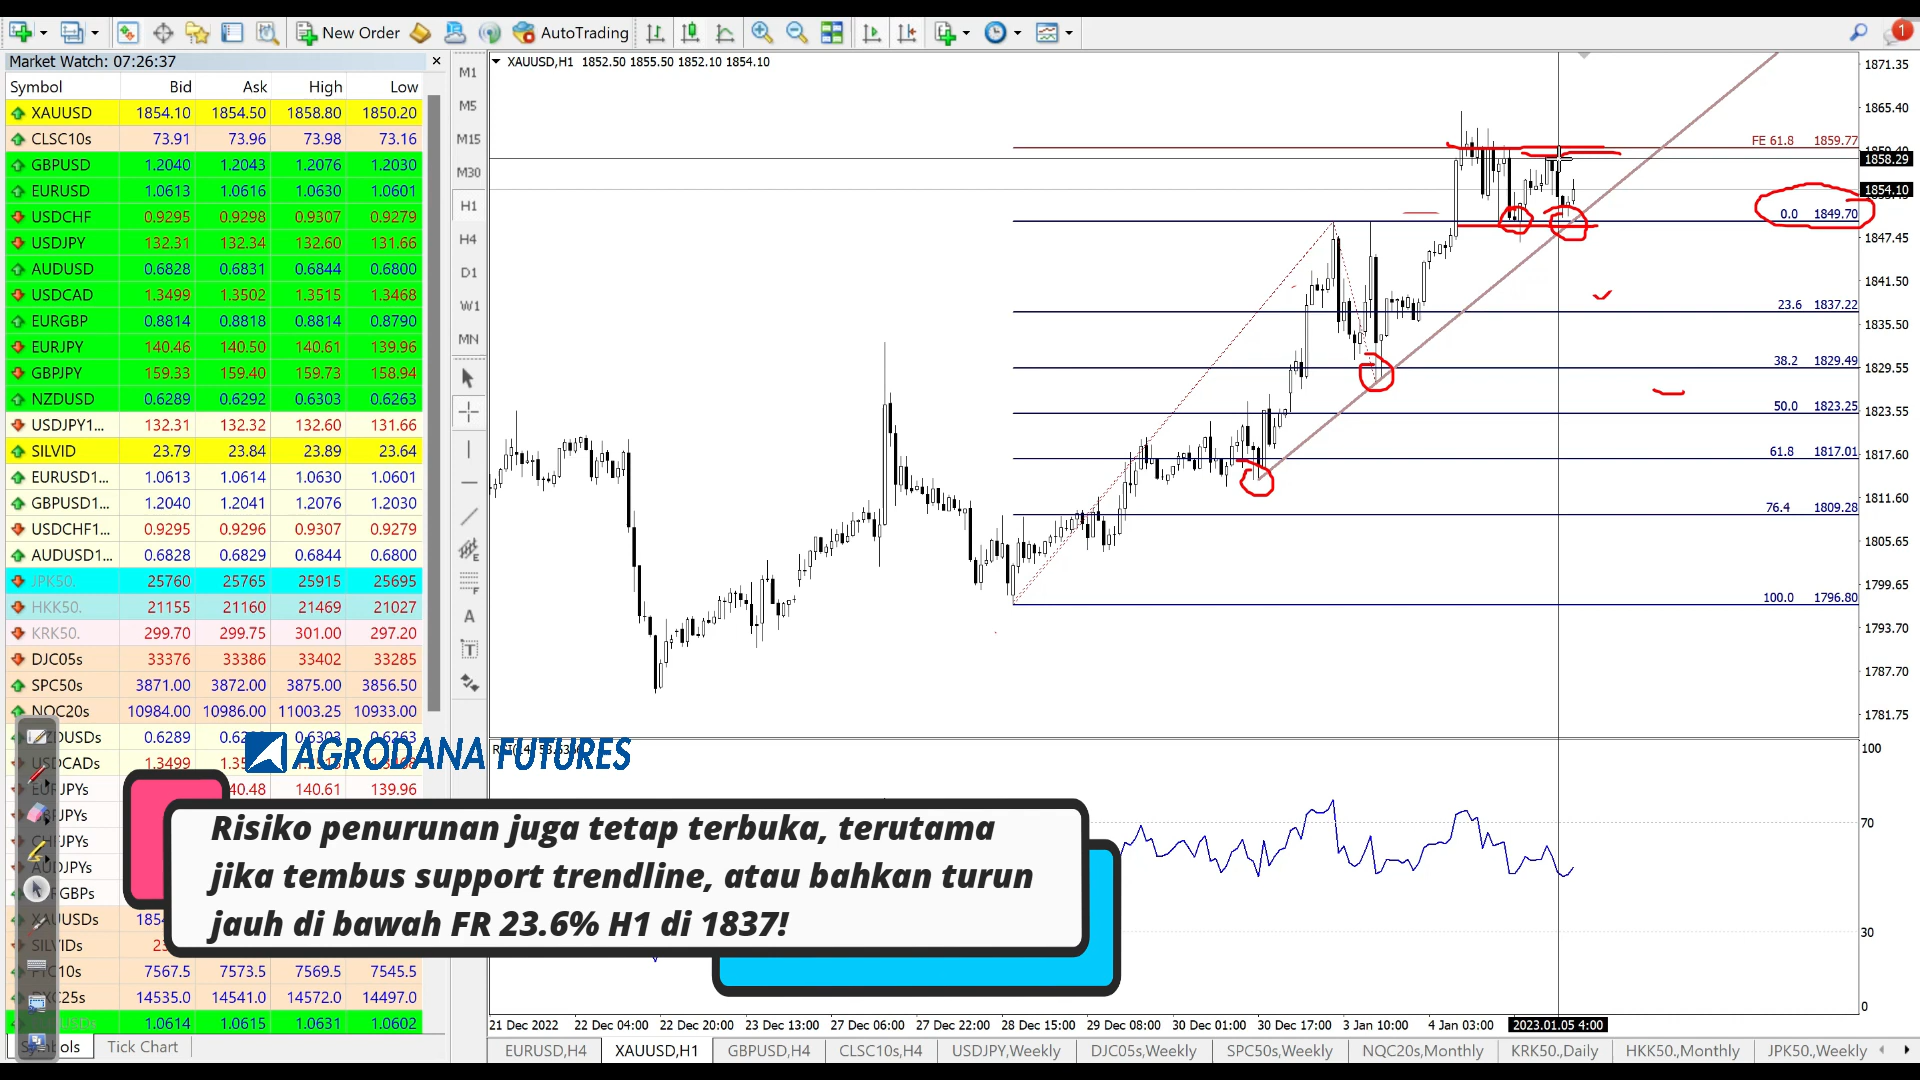 New Order
AutoTrading
1
Market Watch: 07:26:37
Symbol Bid Ask High Low
XAUUSD 1854.10 1854.50 1858.80 1850.20
CLSC10s 73.91 73.96 73.98 73.16
GBPUSD 1.2040 1.2043 1.2076 1.2030
EURUSD 1.0613 1.0616 1.0630 1.0601
USDCHF 0.9295 0.9298 0.9307 0.9279
USDJPY 132.31 132.34 132.60 131.66
AUDUSD 0.6828 0.6831 0.6844 0.6800
USDCAD 1.3499 1.3502 1.3515 1.3468
EURGBP 0.8814 0.8818 0.8814 0.8790
EURJPY 140.46 140.50 140.61 139.96
GBPJPY 159.33 159.40 159.73 158.94
NZDUSD 0.6289 0.6292 0.6303 0.6263
USDJPY1... 132.31 132.32 132.60 131.66
SILVID 23.79 23.84 23.89 23.64
EURUSD1... 1.0613 1.0614 1.0630 1.0601
GBPUSD1... 1.2040 1.2041 1.2076 1.2030
USDCHF1... 0.9295 0.9296 0.9307 0.9279
AUDUSD1... 0.6828 0.6829 0.6844 0.6800
JPK50. 25760 25765 25915 25695
HKK50. 21155 21160 21469 21027
KRK50. 299.70 299.75 301.00 297.20
DJC05s 33376 33386 33402 33285
SPC50s 3871.00 3872.00 3875.00 3856.50
NQC20s 10984.00 10986.00 11003.25 10933.00
0.6289
1.3499
140.61 139.96
7567.5 7573.5 7569.5 7545.5
14535.0 14541.0 14572.0 14497.0
1.0614 1.0615 1.0631 1.0602
Tick Chart
M1
M5
M15
M30
H1
H4
D1
W1
MN
XAUUSD,H1 1852.50 1855.50 1852.10 1854.10
FE 61.8 1859.77
0.0 1849.70
23.6 1837.22
38.2 1829.49
50.0 1823.25
61.8 1817.01
76.4 1809.28
100.0 1796.80
1871.35
1865.40
1858.29
1854.10
1847.45
1841.50
1835.50
1829.55
1823.55
1817.60
1811.60
1805.65
1799.65
1793.70
1787.70
1781.75
100
70
30
0
AGRODANA FUTURES
Risiko penurunan juga tetap terbuka, terutama
jika tembus support trendline, atau bahkan turun
jauh di bawah FR 23.6% H1 di 1837!
21 Dec 2022 22 Dec 04:00 22 Dec 20:00 23 Dec 13:00 27 Dec 06:00 27 Dec 22:00 28 Dec 15:00 29 Dec 08:00 30 Dec 01:00 30 Dec 17:00 3 Jan 10:00 4 Jan 03:00 2023.01.05 4:00
EURUSD,H4 XAUUSD,H1 GBPUSD,H4 CLSC10s,H4 USDJPY,Weekly DJC05s,Weekly SPC50s,Weekly NQC20s,Monthly KRK50.,Daily HKK50.,Monthly JPK50.,Weekly